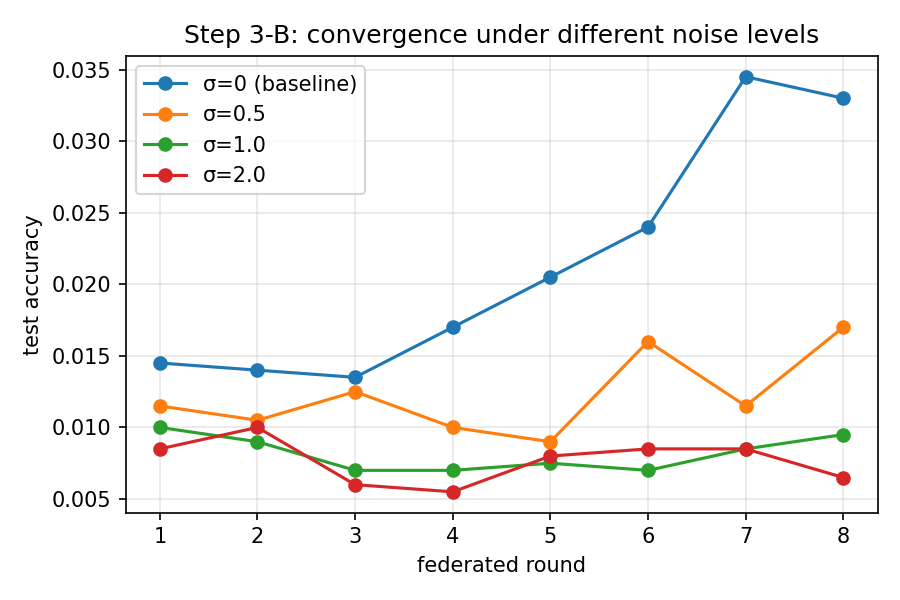 Step 3-B: convergence under different noise levels
σ=0 (baseline)
σ=0.5
σ=1.0
σ=2.0
test accuracy
0.035
0.030
0.025
0.020
0.015
0.010
0.005
1 2 3 4 5 6 7 8
federated round